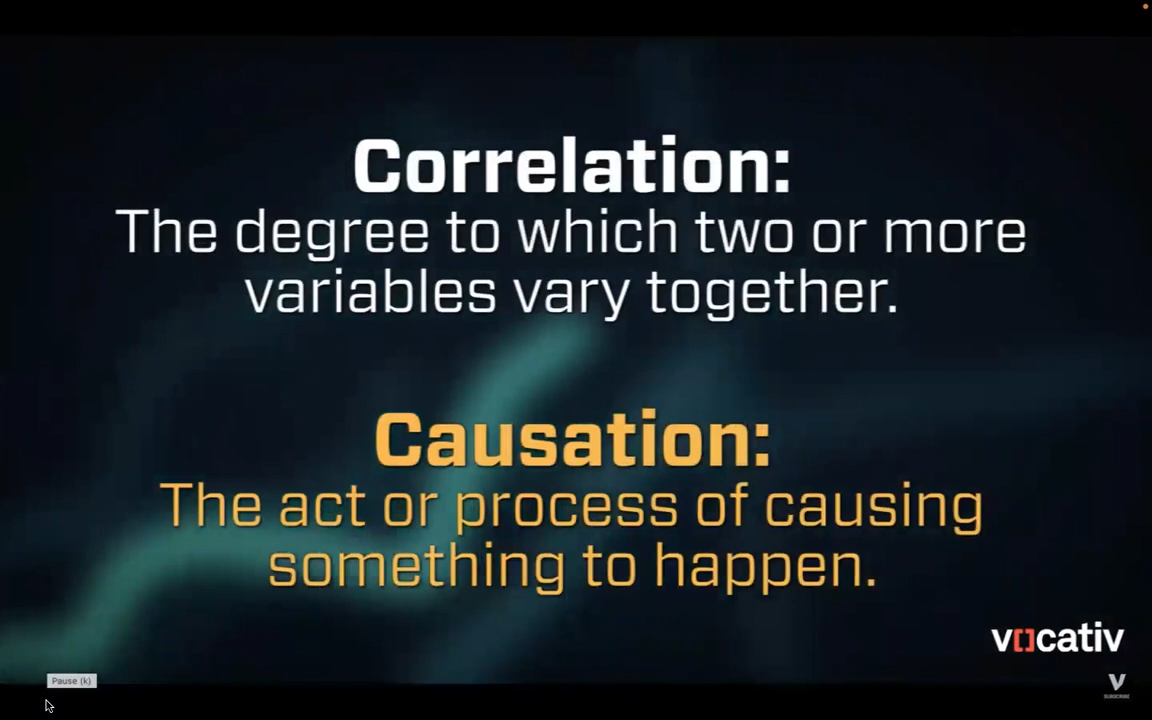 Correlation:
The degree to which two or more
variables vary together.
Causation:
The act or process of causing
something to happen.
vocativ
Pause (k)
V
SUBSCRIBE